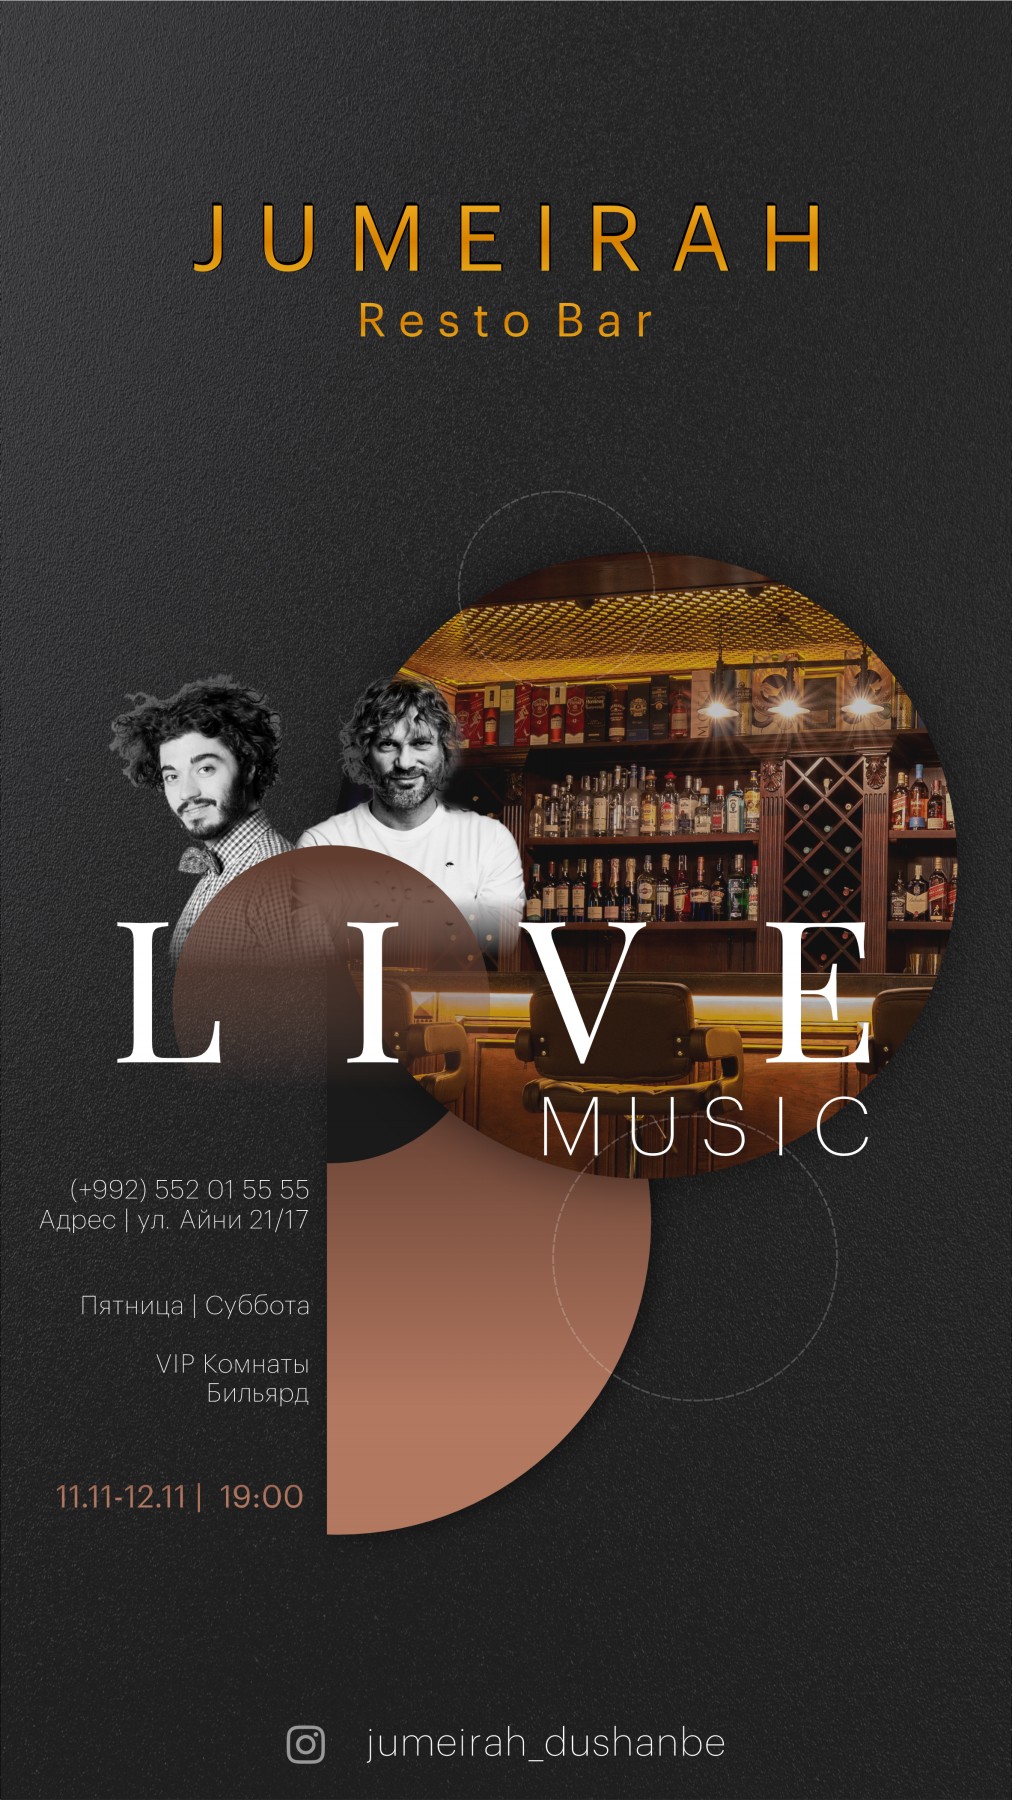 JUMEIRAH
Resto Bar
LIVE
MUSIC
(+992) 552 01 55 55
Адрес | ул. Айни 21/17
Пятница | Суббота
VIP Комнаты
Бильярд
11.11-12.11 | 19:00
jumeirah_dushanbe